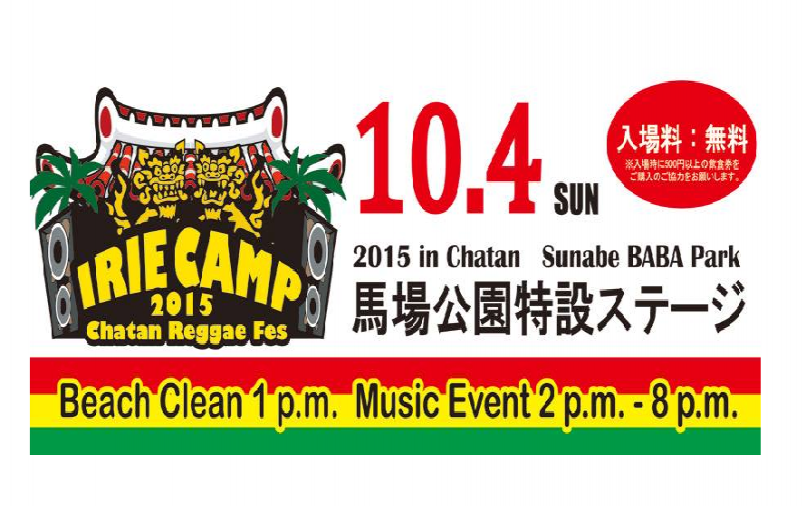 IRIE CAMP
2015
Chatan Reggae Fes
10.4 SUN
入場料：無料
※入場時に500円以上の飲食券を
ご購入のご協力をお願いします。
2015 in Chatan Sunabe BABA Park
馬場公園特設ステージ
Beach Clean 1 p.m. Music Event 2 p.m. - 8 p.m.